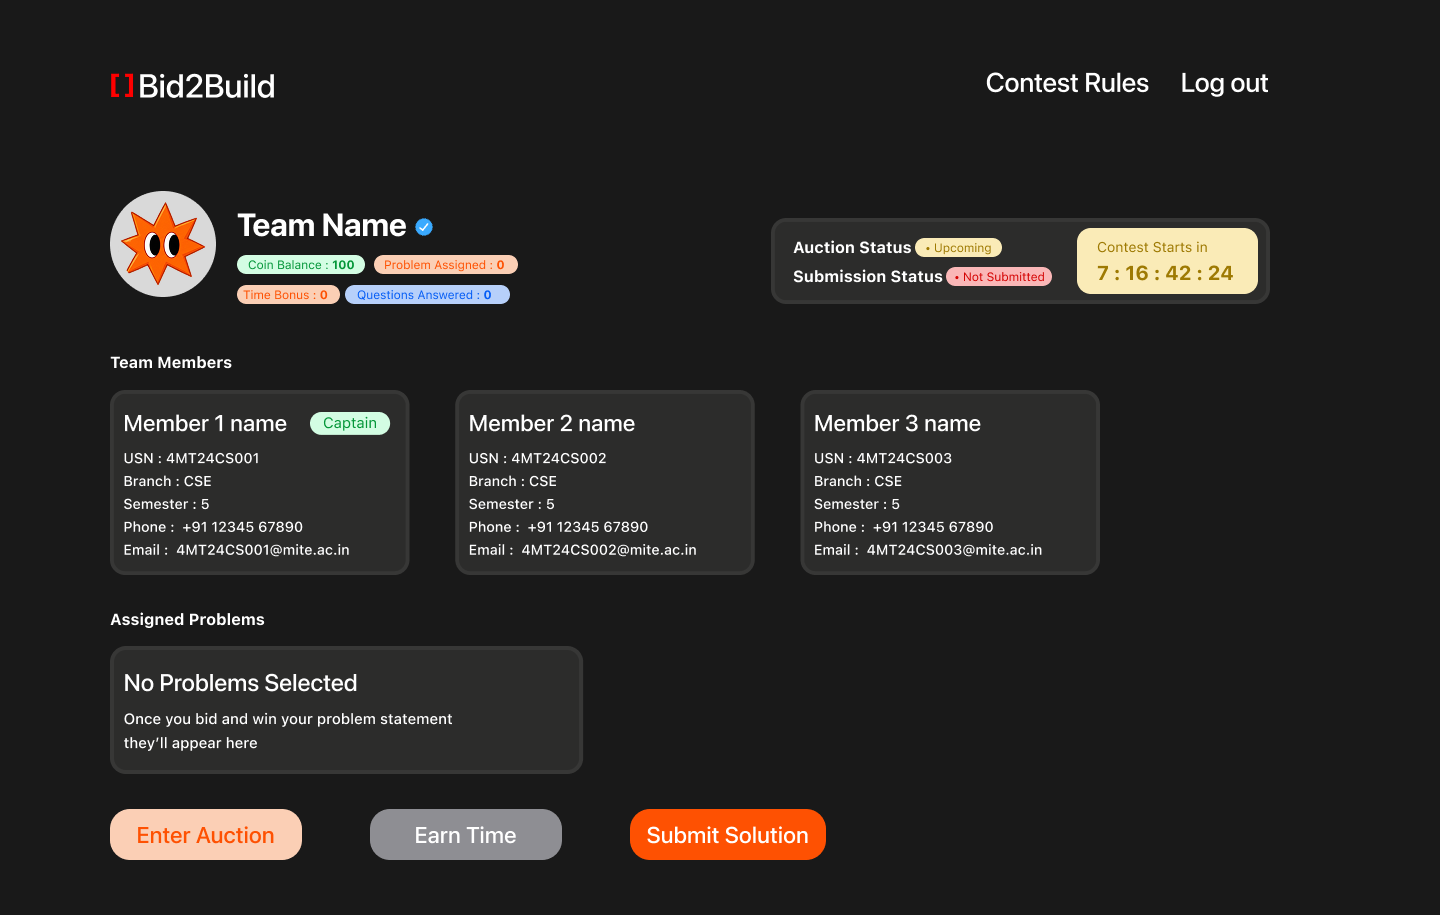 [ ] Bid2Build
Contest Rules
Log out
Team Name
Coin Balance : 100
Problem Assigned : 0
Time Bonus : 0
Questions Answered : 0
Auction Status • Upcoming
Submission Status • Not Submitted
Contest Starts in
7 : 16 : 42 : 24
Team Members
Member 1 name Captain
USN : 4MT24CS001
Branch : CSE
Semester : 5
Phone : +91 12345 67890
Email : 4MT24CS001@mite.ac.in
Member 2 name
USN : 4MT24CS002
Branch : CSE
Semester : 5
Phone : +91 12345 67890
Email : 4MT24CS002@mite.ac.in
Member 3 name
USN : 4MT24CS003
Branch : CSE
Semester : 5
Phone : +91 12345 67890
Email : 4MT24CS003@mite.ac.in
Assigned Problems
No Problems Selected
Once you bid and win your problem statement
they’ll appear here
Enter Auction
Earn Time
Submit Solution